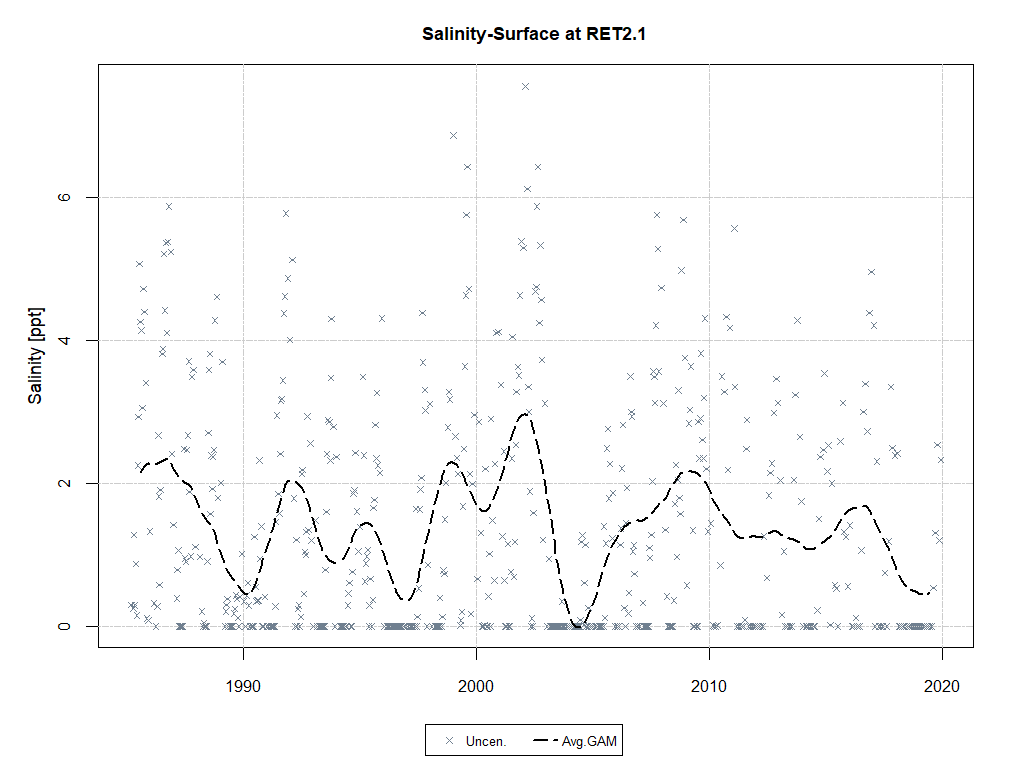 Salinity-Surface at RET2.1
Salinity [ppt]
6
4
2
0
1990 2000 2010 2020
Uncen. Avg.GAM